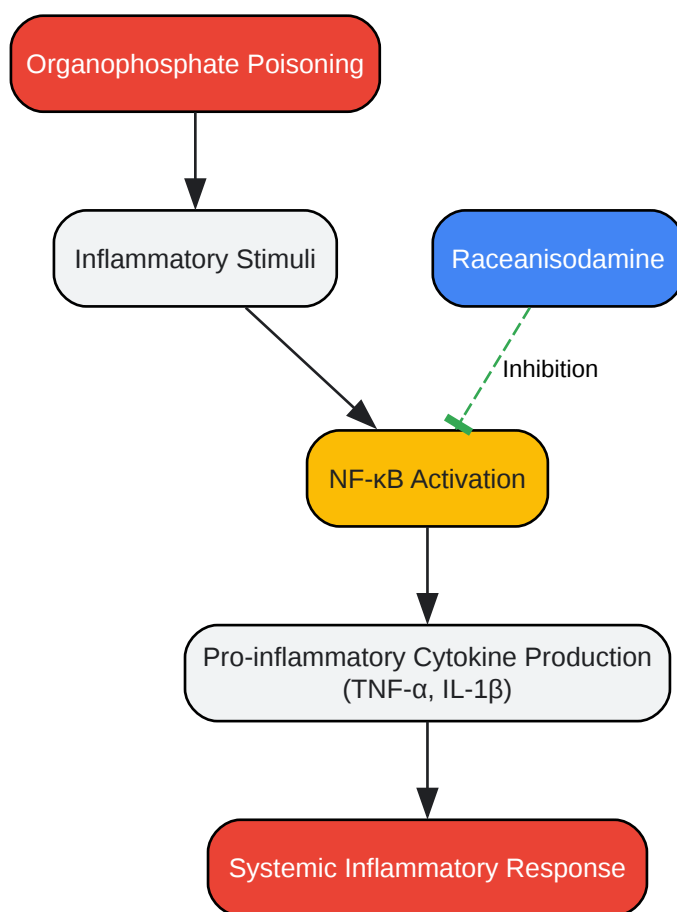 Organophosphate Poisoning
Inflammatory Stimuli
Raceanisodamine
Inhibition
NF-κB Activation
Pro-inflammatory Cytokine Production
(TNF-α, IL-1β)
Systemic Inflammatory Response